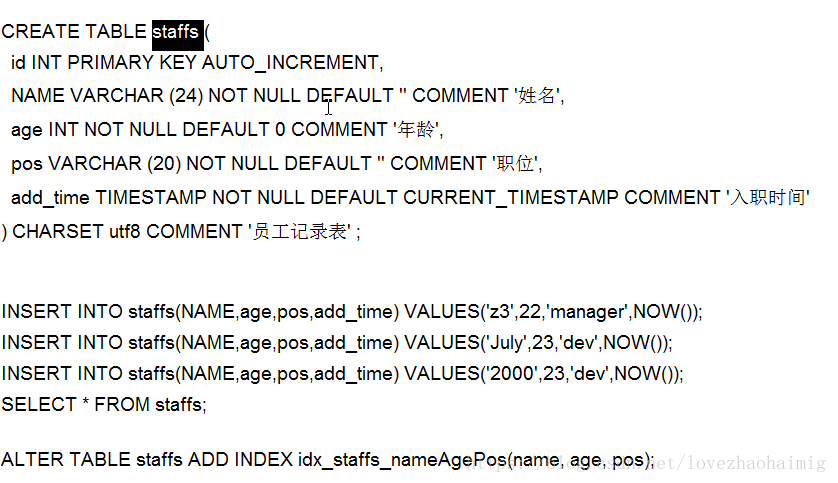 CREATE TABLE staffs (
id INT PRIMARY KEY AUTO_INCREMENT,
NAME VARCHAR (24) NOT NULL DEFAULT '' COMMENT '姓名',
age INT NOT NULL DEFAULT 0 COMMENT '年龄',
pos VARCHAR (20) NOT NULL DEFAULT '' COMMENT '职位',
add_time TIMESTAMP NOT NULL DEFAULT CURRENT_TIMESTAMP COMMENT '入职时间'
) CHARSET utf8 COMMENT '员工记录表' ;
INSERT INTO staffs(NAME,age,pos,add_time) VALUES('z3',22,'manager',NOW());
INSERT INTO staffs(NAME,age,pos,add_time) VALUES('July',23,'dev',NOW());
INSERT INTO staffs(NAME,age,pos,add_time) VALUES('2000',23,'dev',NOW());
SELECT * FROM staffs;
ALTER TABLE staffs ADD INDEX idx_staffs_nameAgePos(name, age, pos);
https://blog.csdn.net/lovezhaohaimig